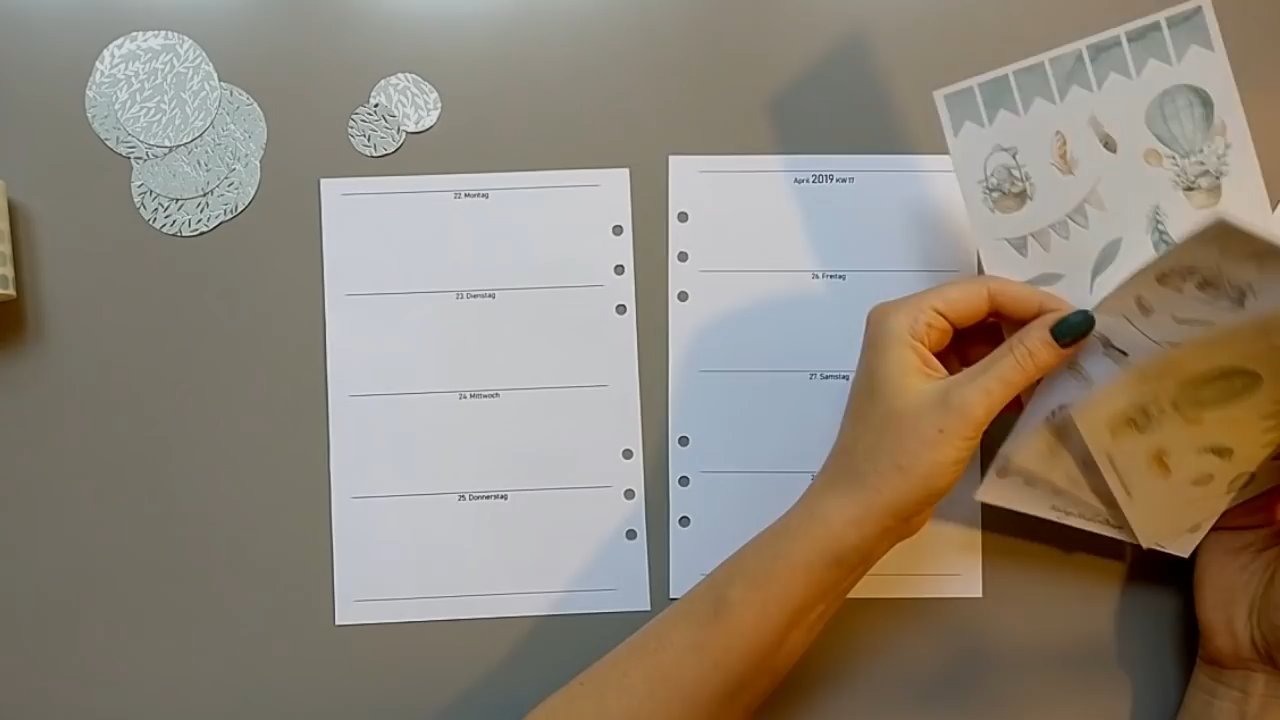 22. Montag
23. Dienstag
24. Mittwoch
25. Donnerstag
April 2019 KW 17
26. Freitag
27. Samstag